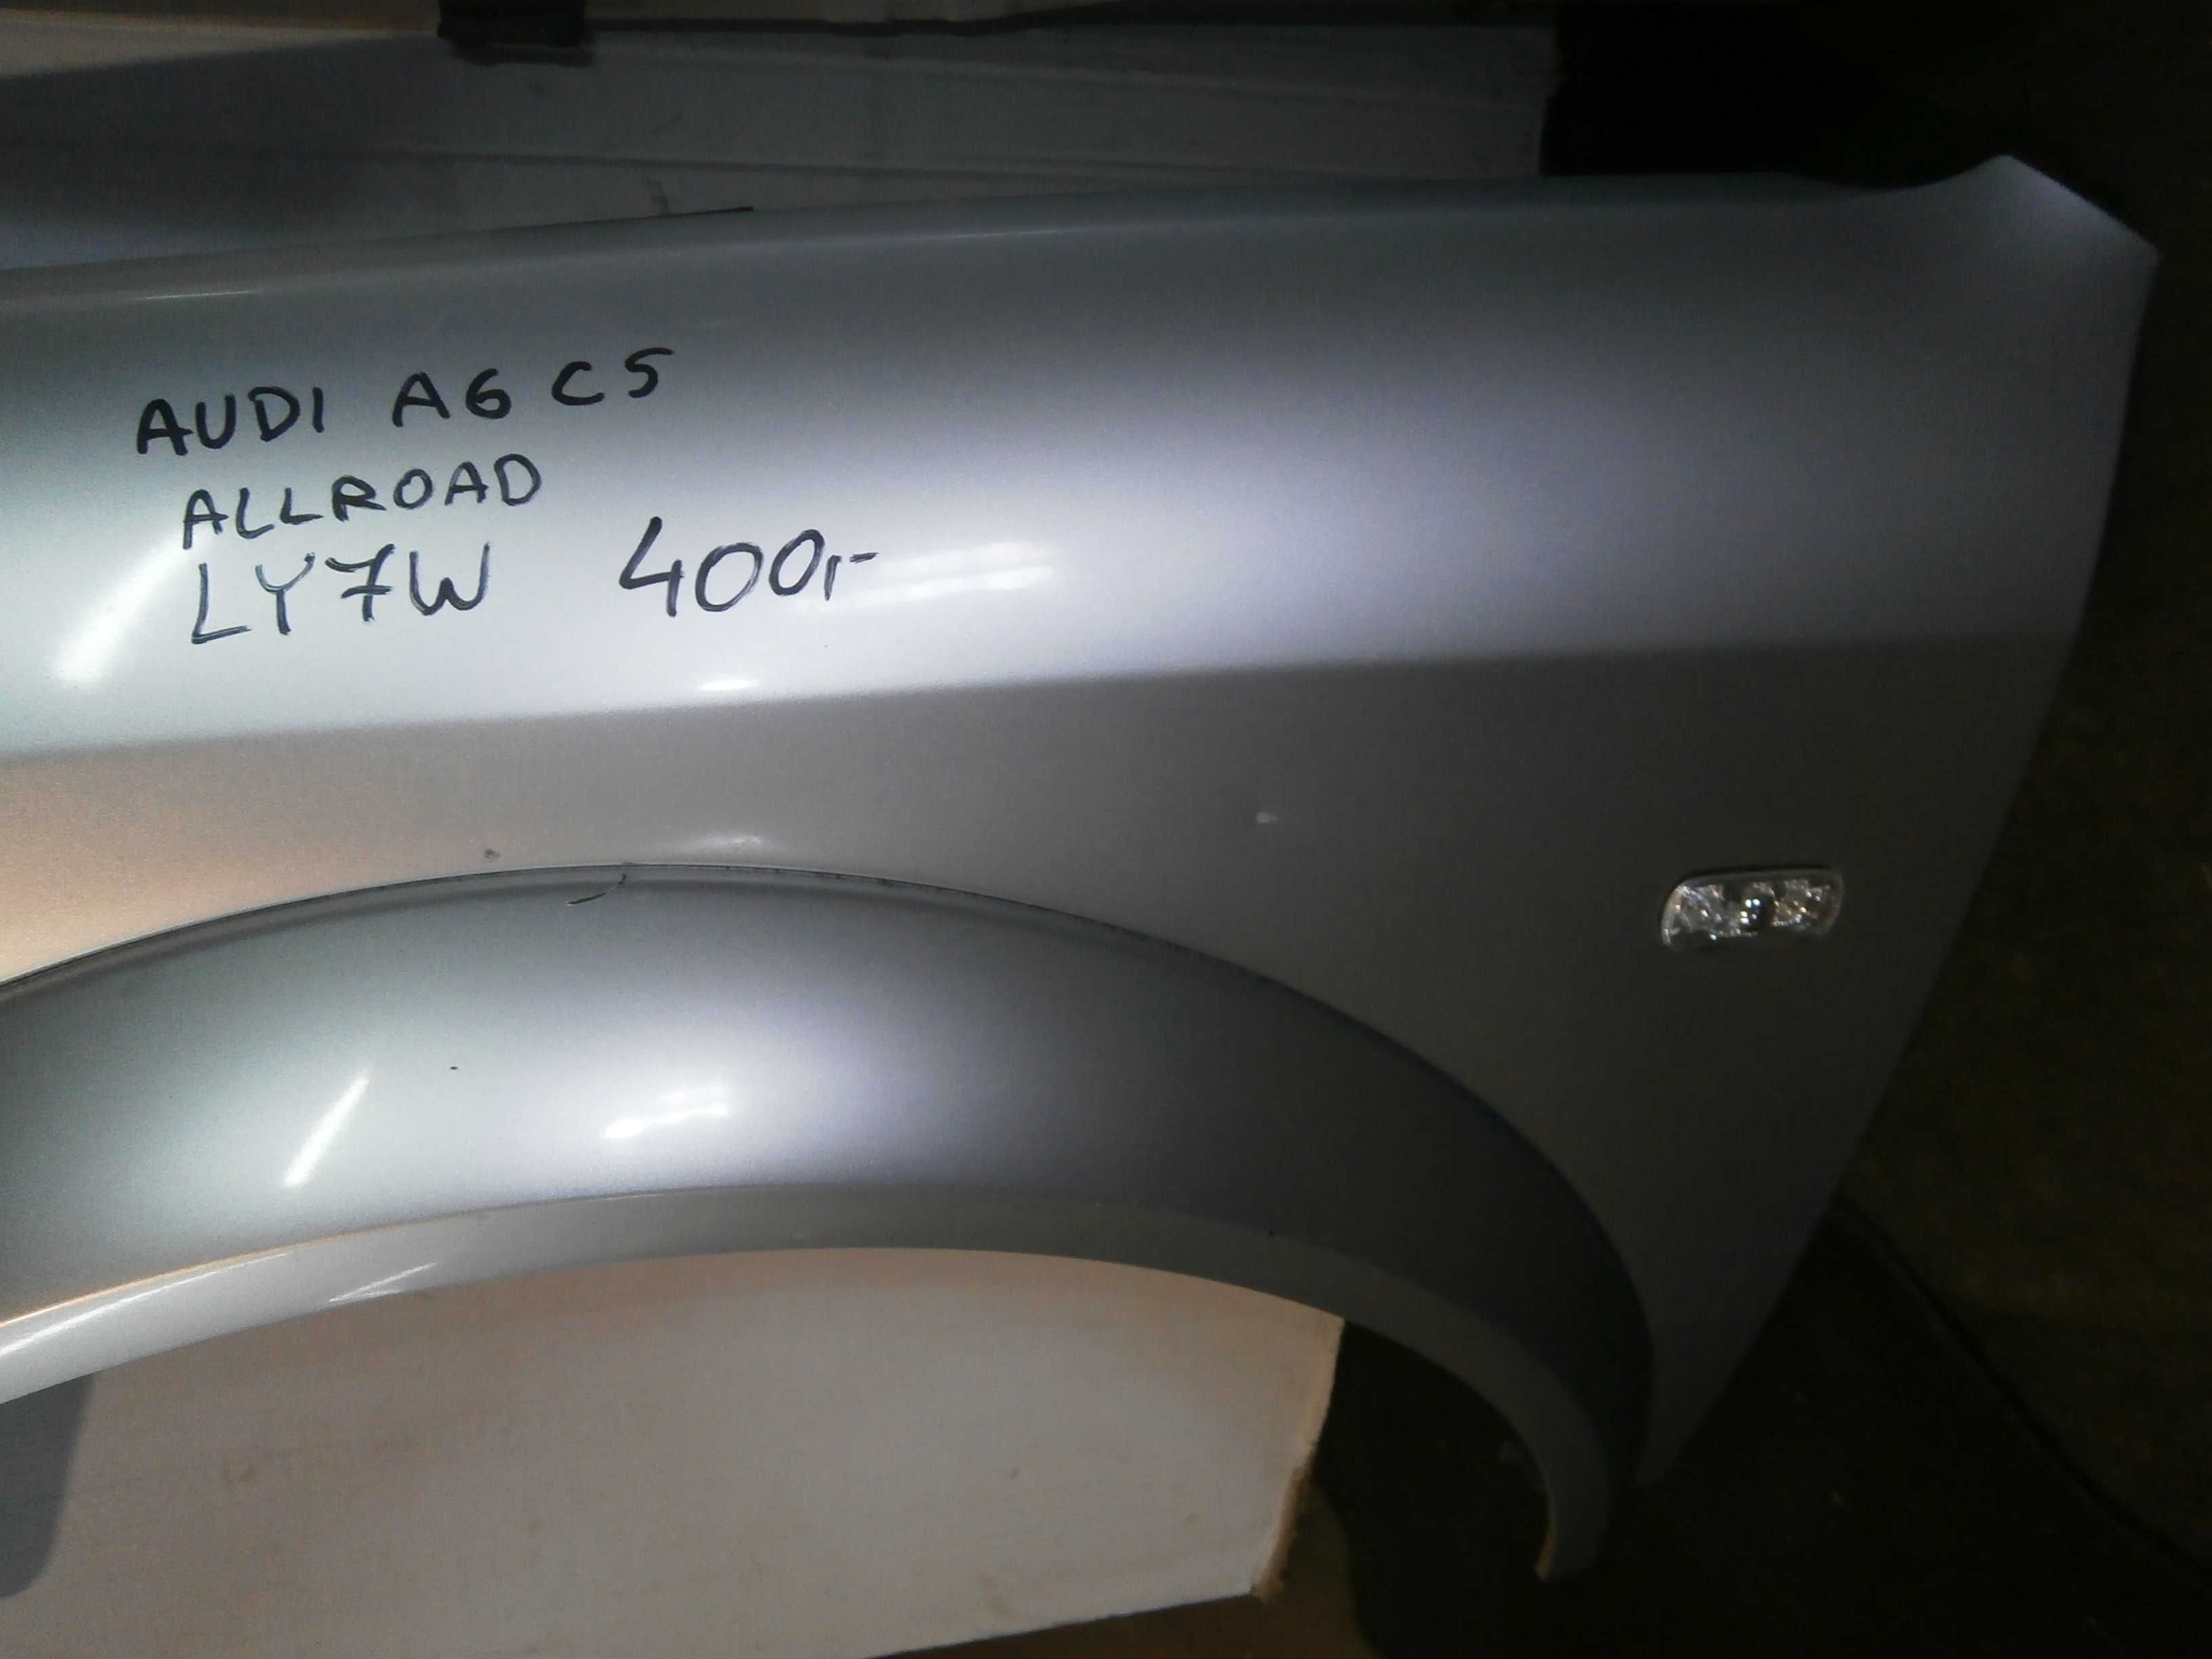 AUDI A6 C5
ALLROAD
LY7W 400,-